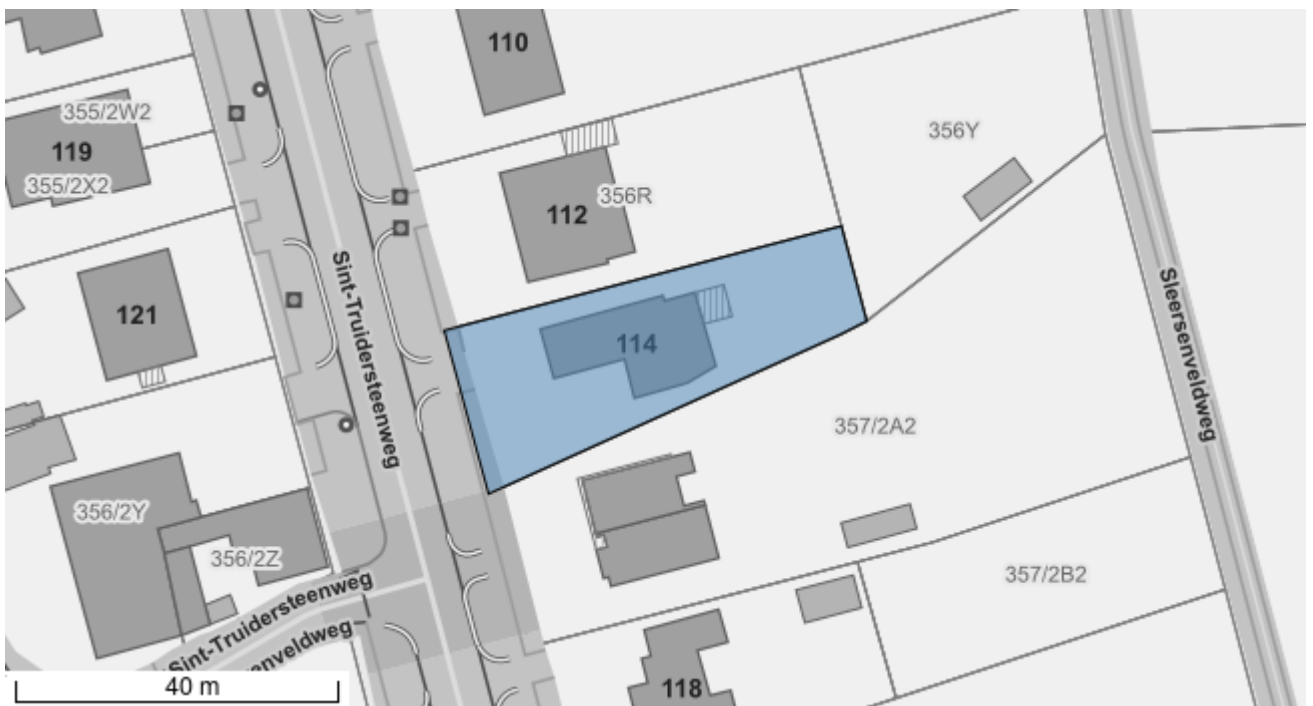 110
355/2W2
119
355/2X2
356Y
112
356R
121
Sint-Truidersteenweg
114
Sleersenveldweg
357/2A2
356/2Y
356/2Z
357/2B2
Sint-Truidersteenweg
enveldweg
118
40 m